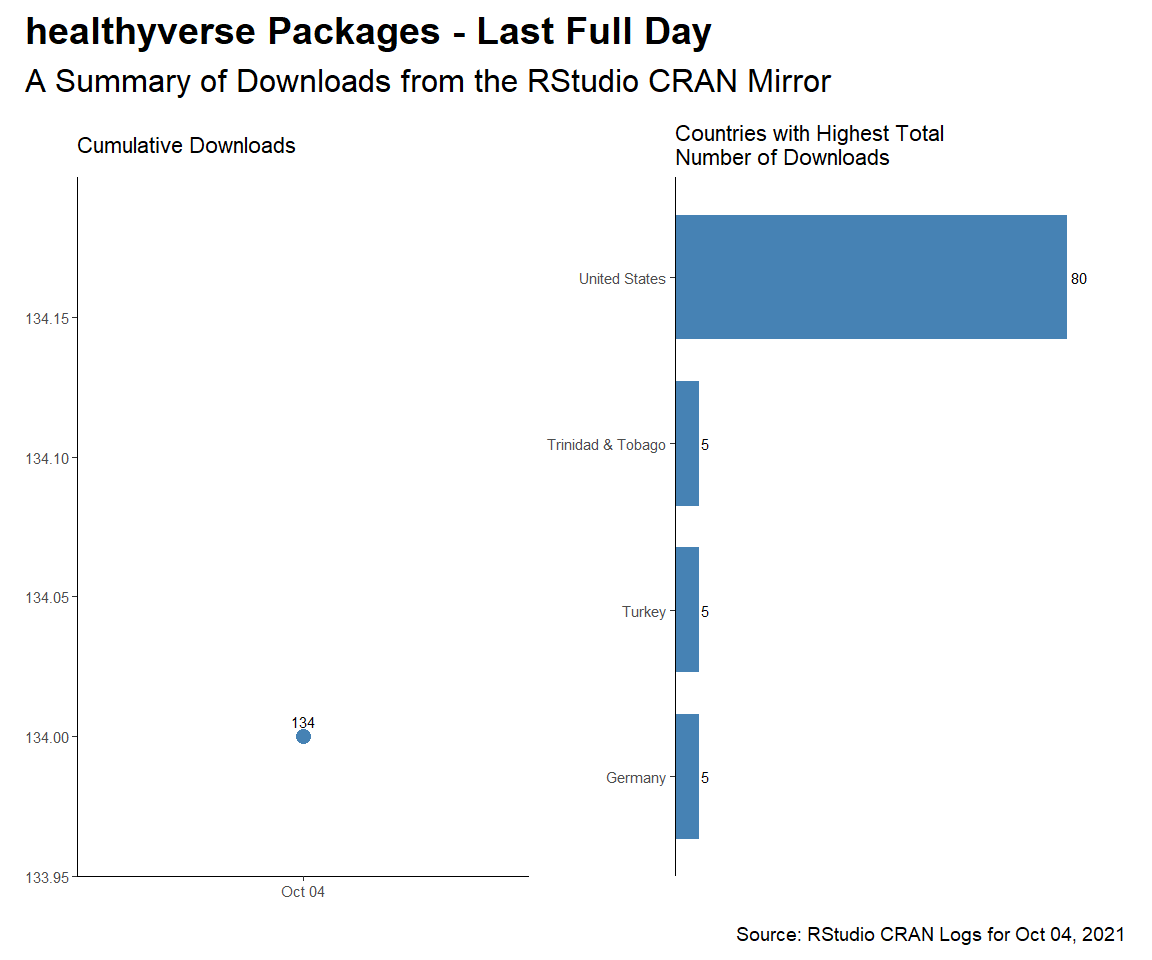 healthyverse Packages - Last Full Day
A Summary of Downloads from the RStudio CRAN Mirror
Cumulative Downloads
134.15
134.10
134.05
134.00
133.95
134
Oct 04
Countries with Highest Total
Number of Downloads
United States
80
Trinidad & Tobago
5
Turkey
5
Germany
5
Source: RStudio CRAN Logs for Oct 04, 2021